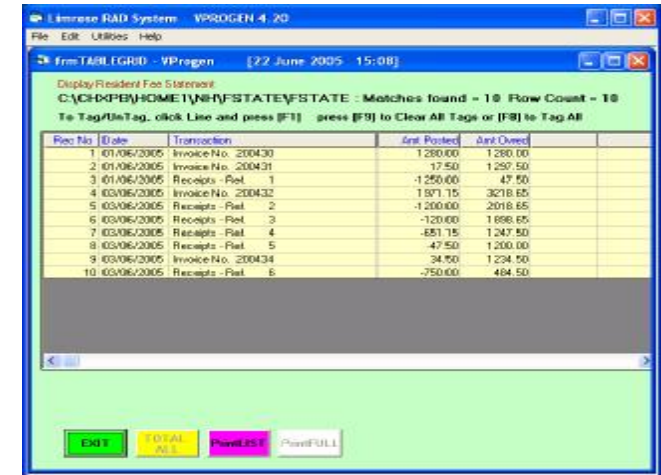 Limrose RAD System   VPROGEN 4.20
File Edit Utilities Help
frmTABLEGRID - VProgen   [22 June 2005 15:08]
Display Resident Fee Statement
C:\CHXPB\HOME1\NH\FSTATE\FSTATE : Matches found - 10 Row Count - 10
To Tag/UnTag, click Line and press [F1] press [F9] to Clear All Tags or [F8] to Tag All
Rec No Date Transaction Amt Posted Amt Owed
1 01/06/2005 Invoice No. 200430 1280.00 1280.00
2 01/06/2005 Invoice No. 200431 17.50 1297.50
3 01/06/2005 Receipts - Ref. 1 -1250.00 47.50
4 03/06/2005 Invoice No. 200432 1971.15 3218.65
5 03/06/2005 Receipts - Ref. 2 -1200.00 2018.65
6 03/06/2005 Receipts - Ref. 3 -120.00 1898.65
7 03/06/2005 Receipts - Ref. 4 -651.15 1247.50
8 03/06/2005 Receipts - Ref. 5 -47.50 1200.00
9 03/06/2005 Invoice No. 200434 34.50 1234.50
10 03/06/2005 Receipts - Ref. 6 -750.00 484.50
EXIT TOTAL ALL PrintLIST PrintFULL